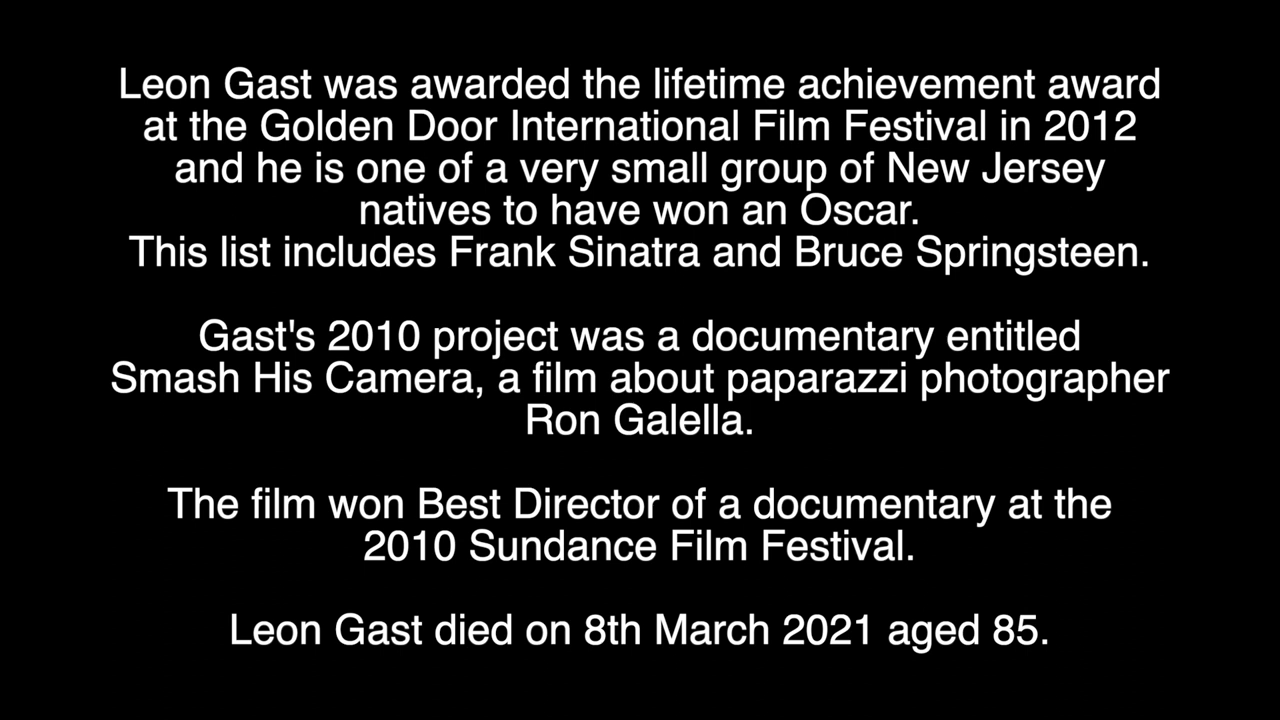 Leon Gast was awarded the lifetime achievement award
at the Golden Door International Film Festival in 2012
and he is one of a very small group of New Jersey
natives to have won an Oscar.
This list includes Frank Sinatra and Bruce Springsteen.
Gast's 2010 project was a documentary entitled
Smash His Camera, a film about paparazzi photographer
Ron Galella.
The film won Best Director of a documentary at the
2010 Sundance Film Festival.
Leon Gast died on 8th March 2021 aged 85.